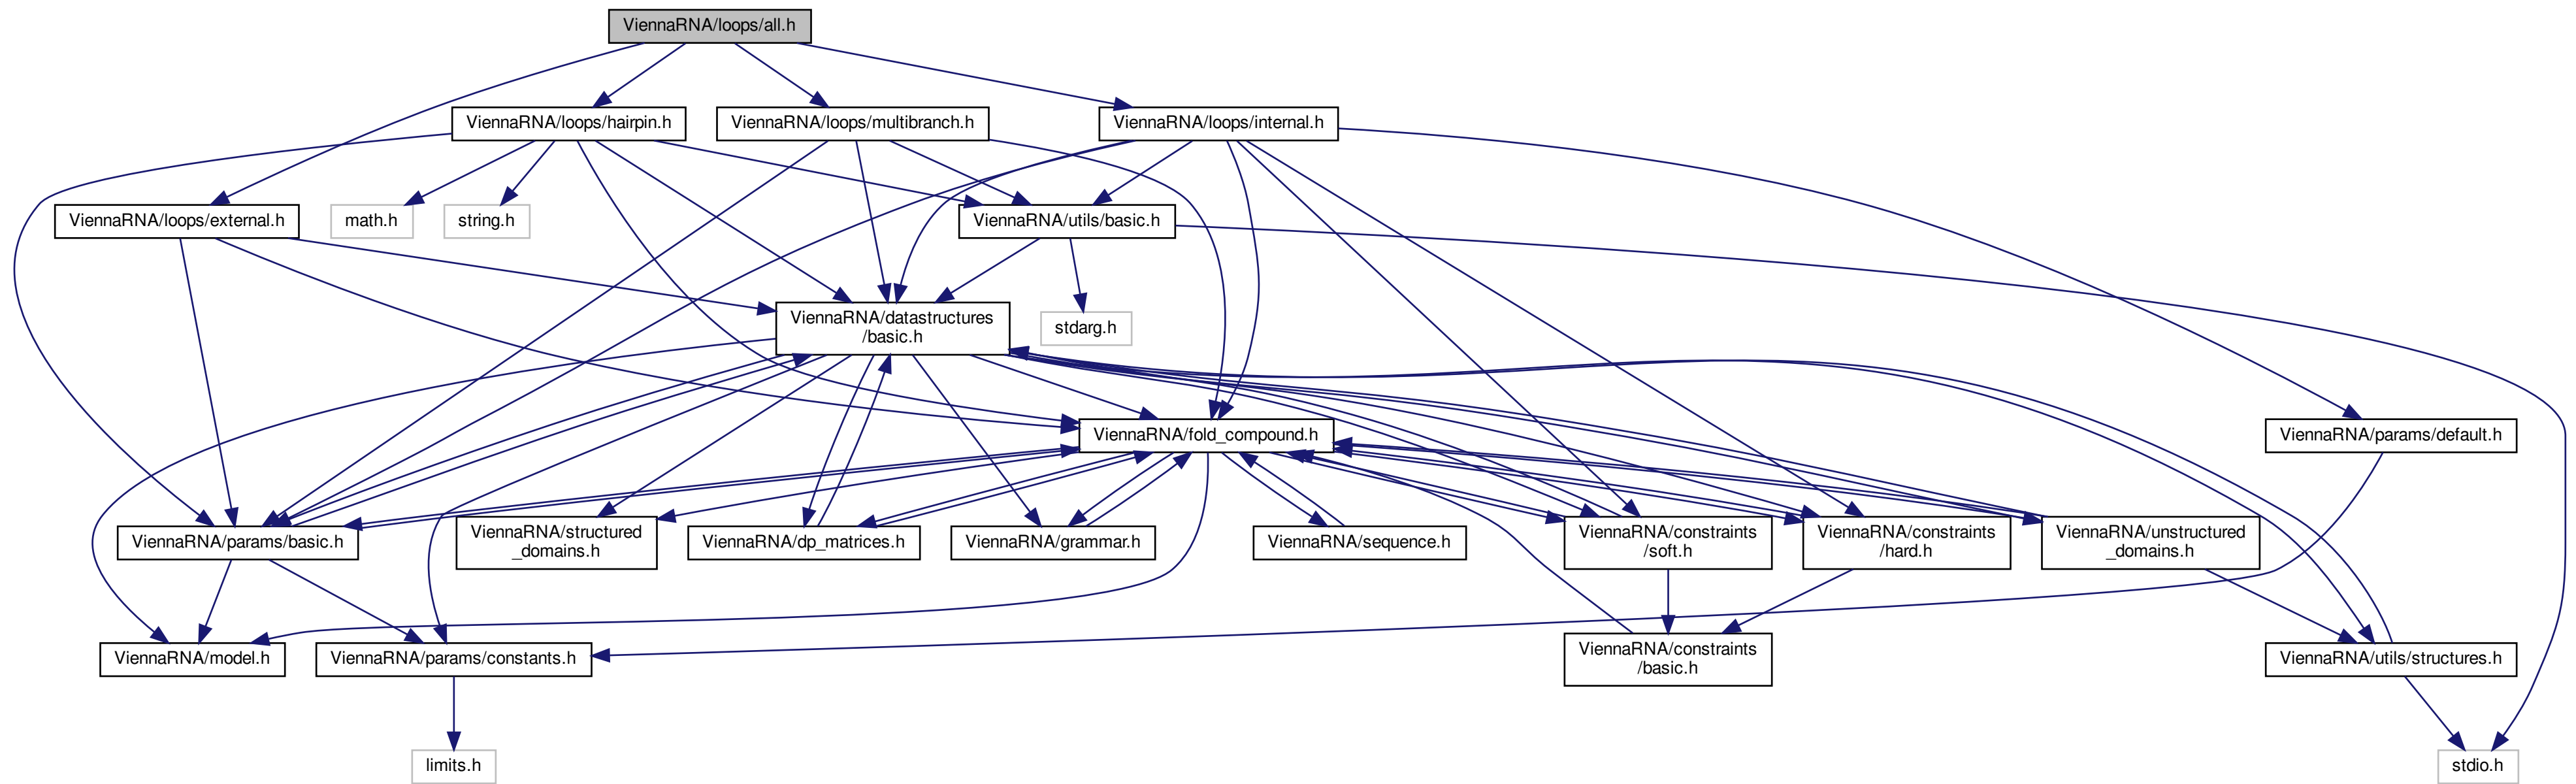 ViennaRNA/loops/all.h
ViennaRNA/loops/hairpin.h
ViennaRNA/loops/multibranch.h
ViennaRNA/loops/internal.h
ViennaRNA/loops/external.h
math.h
string.h
ViennaRNA/utils/basic.h
ViennaRNA/datastructures
/basic.h
stdarg.h
ViennaRNA/fold_compound.h
ViennaRNA/params/default.h
ViennaRNA/params/basic.h
ViennaRNA/structured
_domains.h
ViennaRNA/dp_matrices.h
ViennaRNA/grammar.h
ViennaRNA/sequence.h
ViennaRNA/constraints
/soft.h
ViennaRNA/constraints
/hard.h
ViennaRNA/unstructured
_domains.h
ViennaRNA/model.h
ViennaRNA/params/constants.h
ViennaRNA/constraints
/basic.h
ViennaRNA/utils/structures.h
limits.h
stdio.h